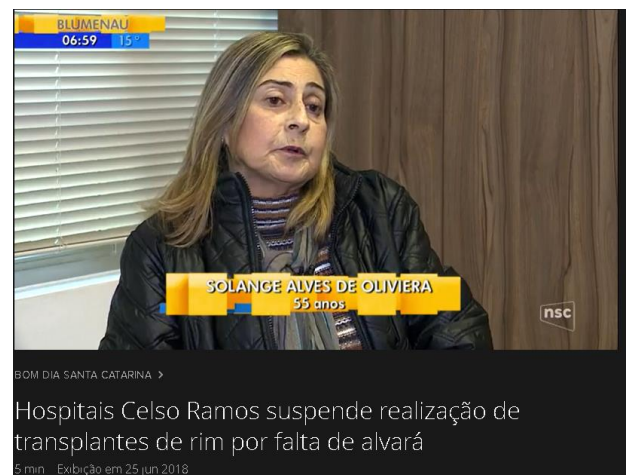 BLUMENAU
06:59 15°
SOLANGE ALVES DE OLIVIERA
55 anos
nsc
BOM DIA SANTA CATARINA >
Hospitais Celso Ramos suspende realização de
transplantes de rim por falta de alvará
5 min Exibição em 25 jun 2018